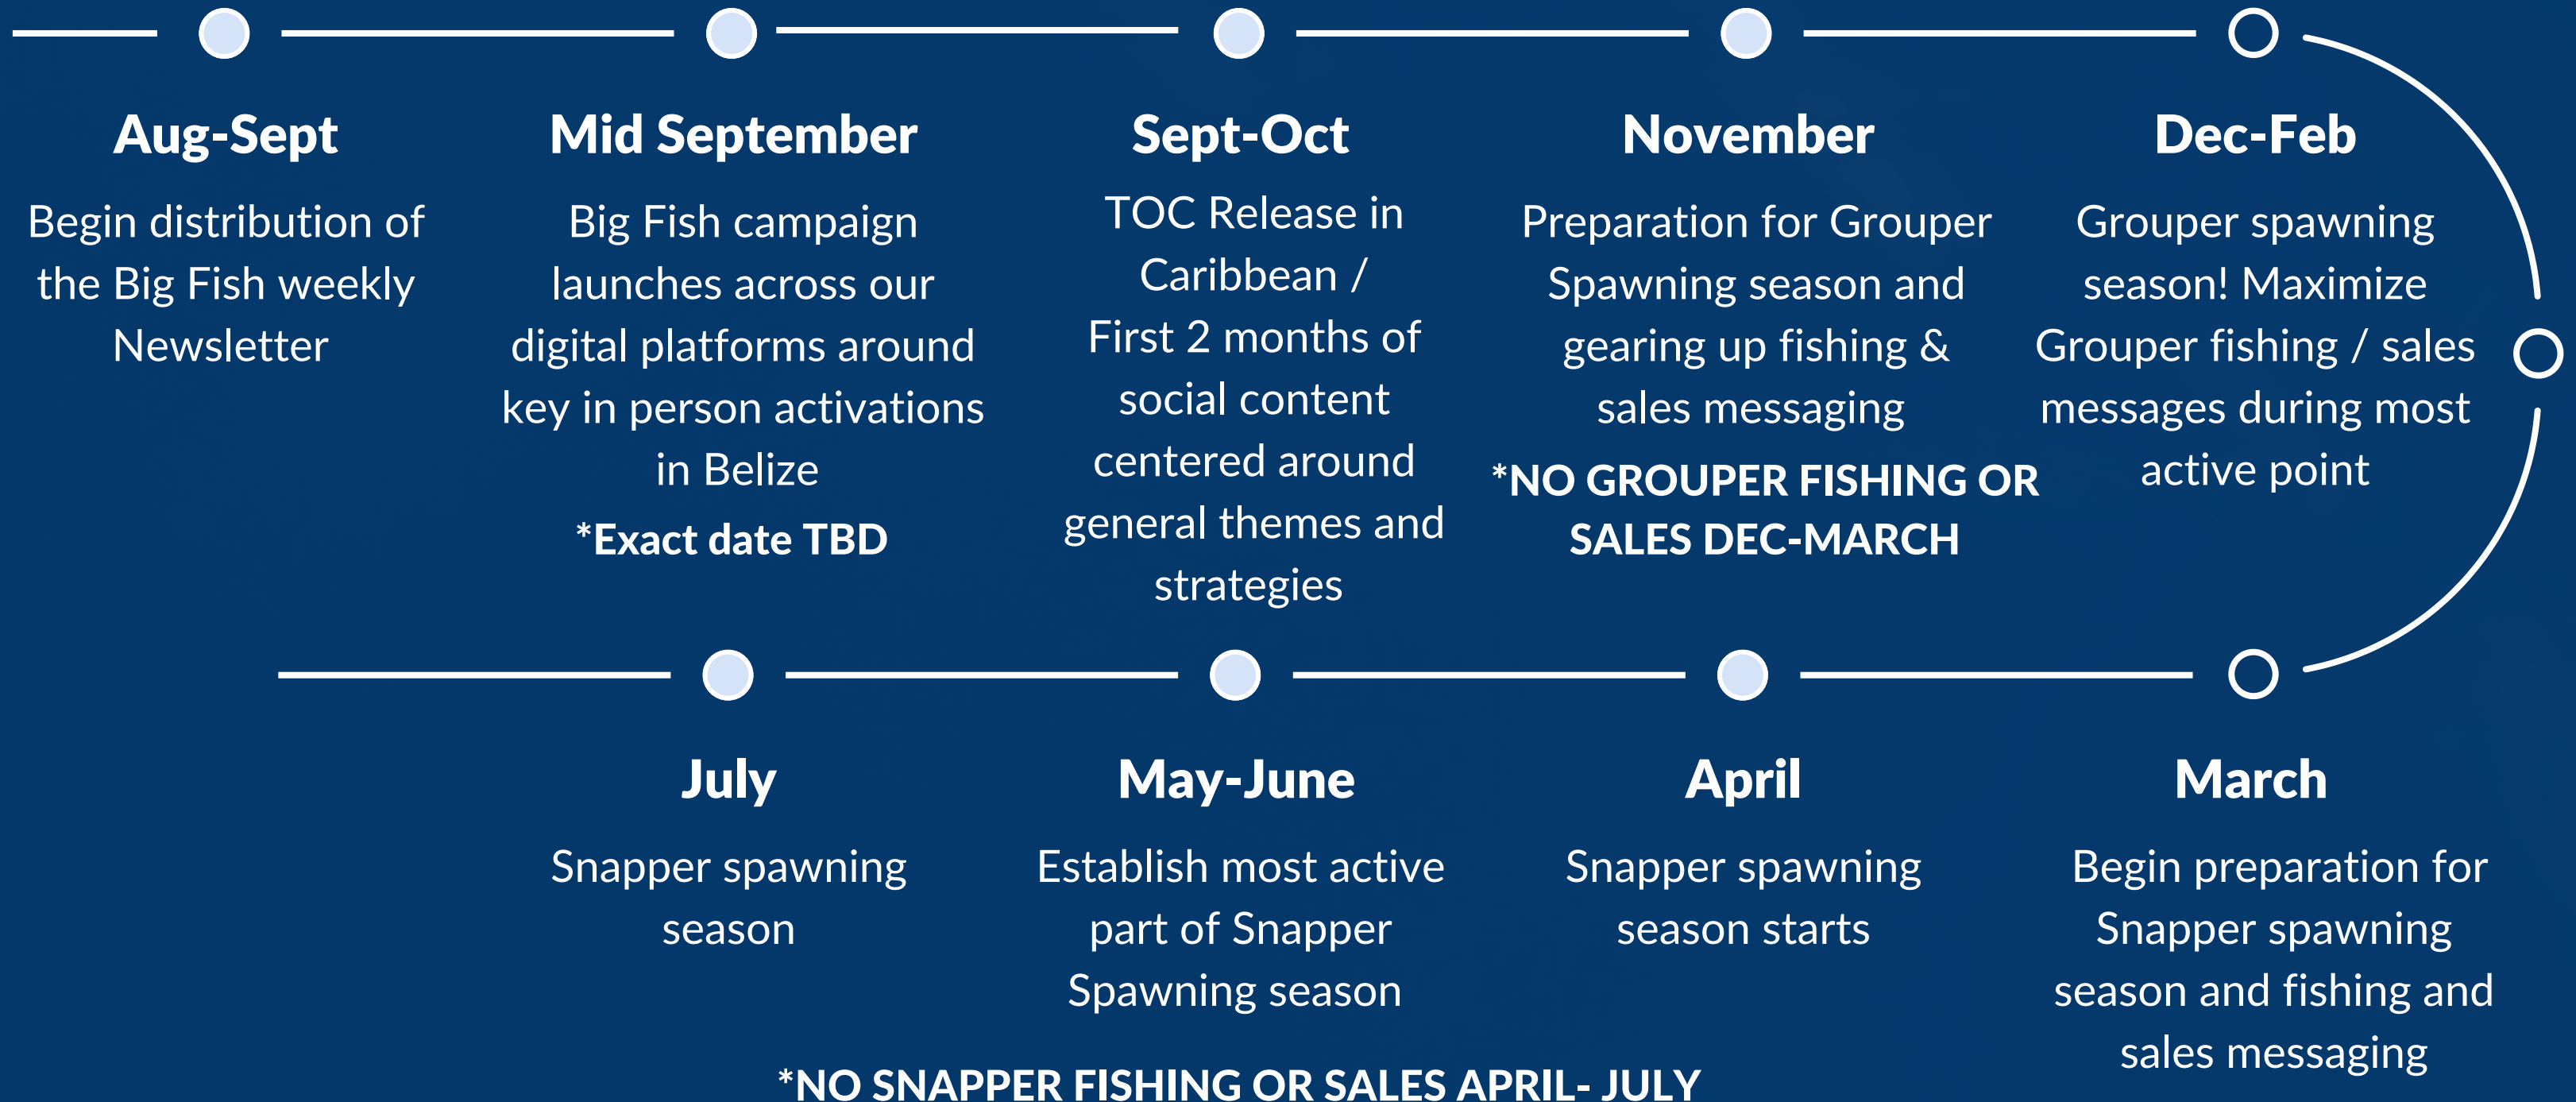 Aug-Sept
Begin distribution of
the Big Fish weekly
Newsletter
Mid September
Big Fish campaign
launches across our
digital platforms around
key in person activations
in Belize
*Exact date TBD
Sept-Oct
TOC Release in
Caribbean /
First 2 months of
social content
centered around
general themes and
strategies
November
Preparation for Grouper
Spawning season and
gearing up fishing &
sales messaging
*NO GROUPER FISHING OR
SALES DEC-MARCH
Dec-Feb
Grouper spawning
season! Maximize
Grouper fishing / sales
messages during most
active point
July
Snapper spawning
season
May-June
Establish most active
part of Snapper
Spawning season
April
Snapper spawning
season starts
March
Begin preparation for
Snapper spawning
season and fishing and
sales messaging
*NO SNAPPER FISHING OR SALES APRIL- JULY